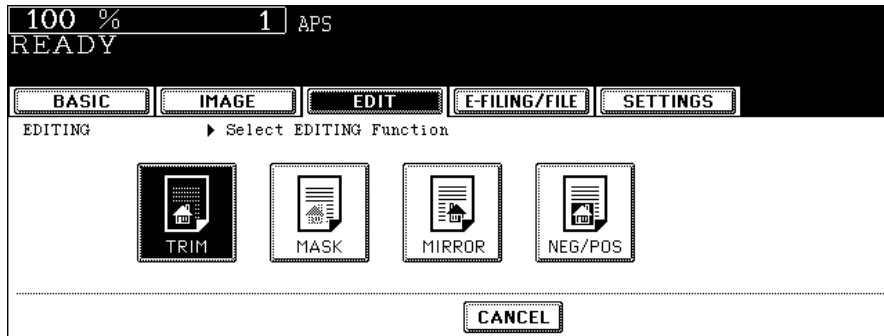 100 % 1 APS
READY
BASIC IMAGE EDIT E-FILING/FILE SETTINGS
EDITING ▶ Select EDITING Function
TRIM MASK MIRROR NEG/POS
CANCEL